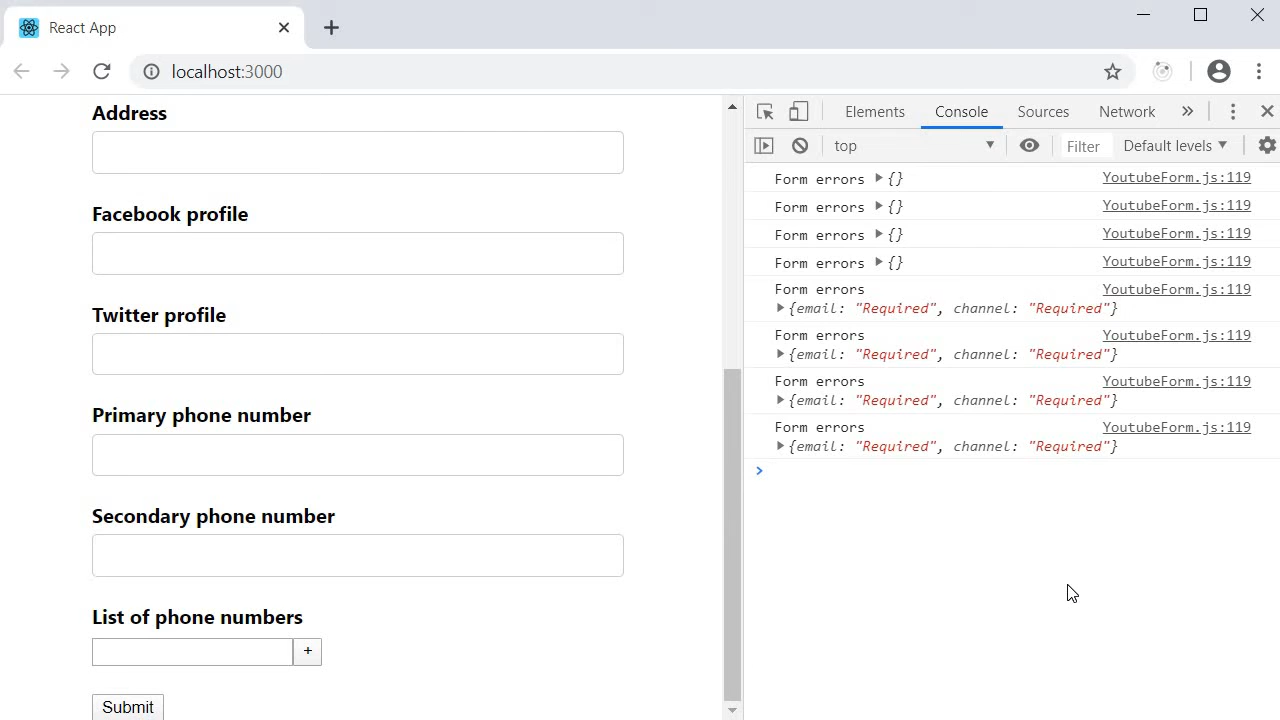 React App
localhost:3000
Address
Facebook profile
Twitter profile
Primary phone number
Secondary phone number
List of phone numbers
+
Submit
Elements Console Sources Network »
top Filter Default levels
Form errors {} YoutubeForm.js:119
Form errors {} YoutubeForm.js:119
Form errors {} YoutubeForm.js:119
Form errors {} YoutubeForm.js:119
Form errors YoutubeForm.js:119
{email: "Required", channel: "Required"}
Form errors YoutubeForm.js:119
{email: "Required", channel: "Required"}
Form errors YoutubeForm.js:119
{email: "Required", channel: "Required"}
Form errors YoutubeForm.js:119
{email: "Required", channel: "Required"}